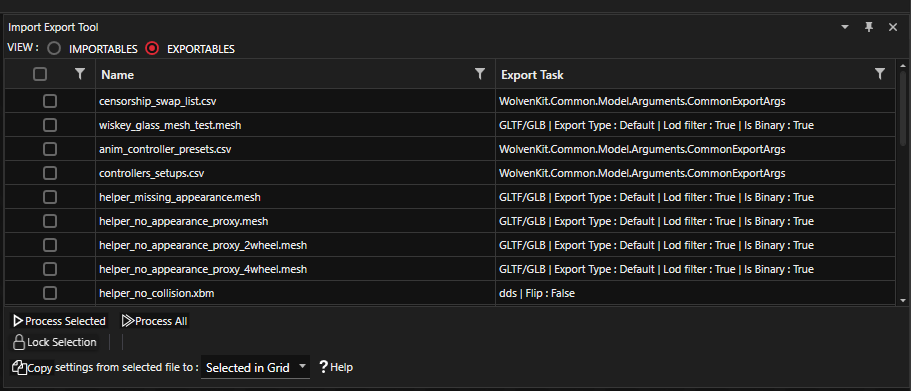 Import Export Tool
VIEW : IMPORTABLES EXPORTABLES
Name Export Task
censorship_swap_list.csv WolvenKit.Common.Model.Arguments.CommonExportArgs
wiskey_glass_mesh_test.mesh GLTF/GLB | Export Type : Default | Lod filter : True | Is Binary : True
anim_controller_presets.csv WolvenKit.Common.Model.Arguments.CommonExportArgs
controllers_setups.csv WolvenKit.Common.Model.Arguments.CommonExportArgs
helper_missing_appearance.mesh GLTF/GLB | Export Type : Default | Lod filter : True | Is Binary : True
helper_no_appearance_proxy.mesh GLTF/GLB | Export Type : Default | Lod filter : True | Is Binary : True
helper_no_appearance_proxy_2wheel.mesh GLTF/GLB | Export Type : Default | Lod filter : True | Is Binary : True
helper_no_appearance_proxy_4wheel.mesh GLTF/GLB | Export Type : Default | Lod filter : True | Is Binary : True
helper_no_collision.xbm dds | Flip : False
Process Selected Process All
Lock Selection
Copy settings from selected file to : Selected in Grid ? Help